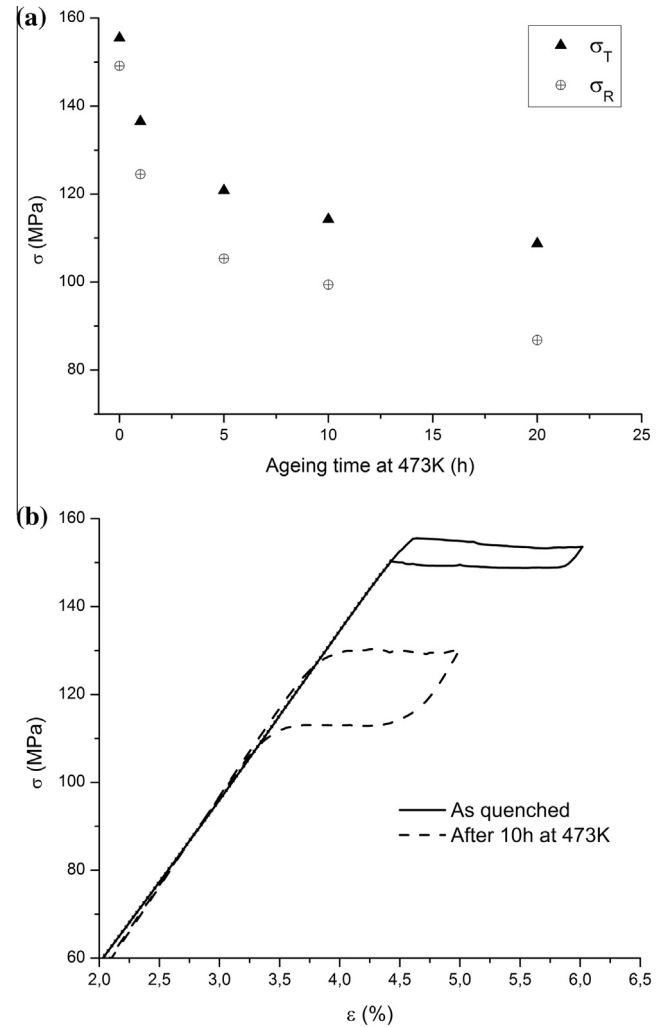 (a)
160
140
120
100
80
σ (MPa)
σT
σR
0 5 10 15 20 25
Ageing time at 473K (h)
(b)
160
140
120
100
80
60
σ (MPa)
As quenched
After 10h at 473K
2,0 2,5 3,0 3,5 4,0 4,5 5,0 5,5 6,0 6,5
ε (%)